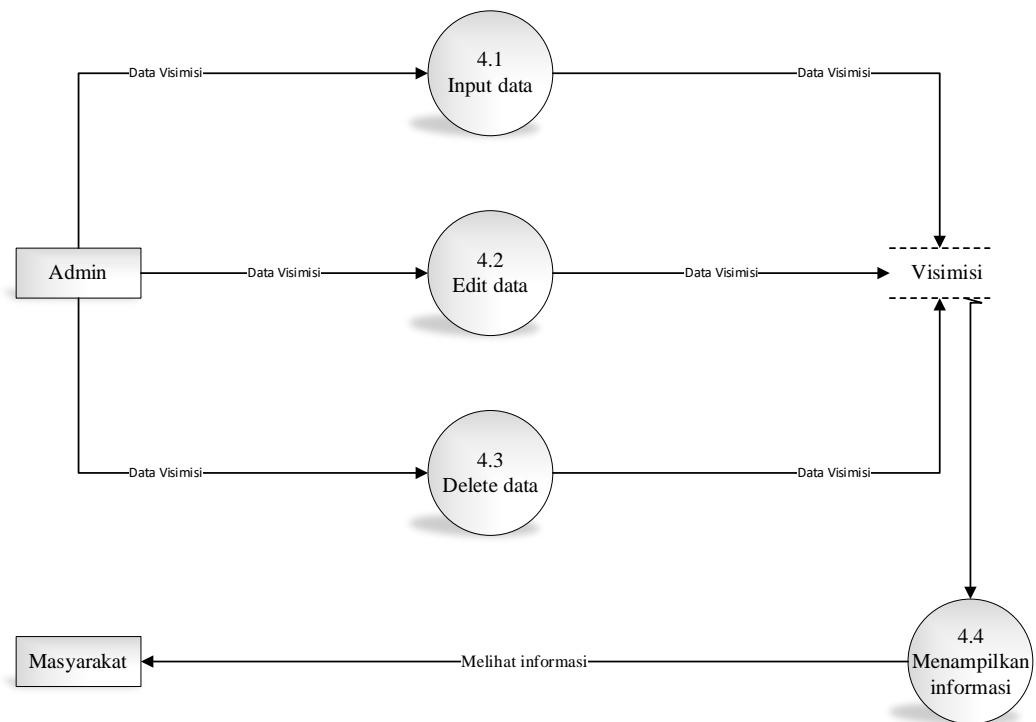 4.1
Input data
Data Visimisi
Data Visimisi
Admin
Data Visimisi
4.2
Edit data
Data Visimisi
Visimisi
4.3
Delete data
Data Visimisi
Data Visimisi
Masyarakat
Melihat informasi
4.4
Menampilkan
informasi